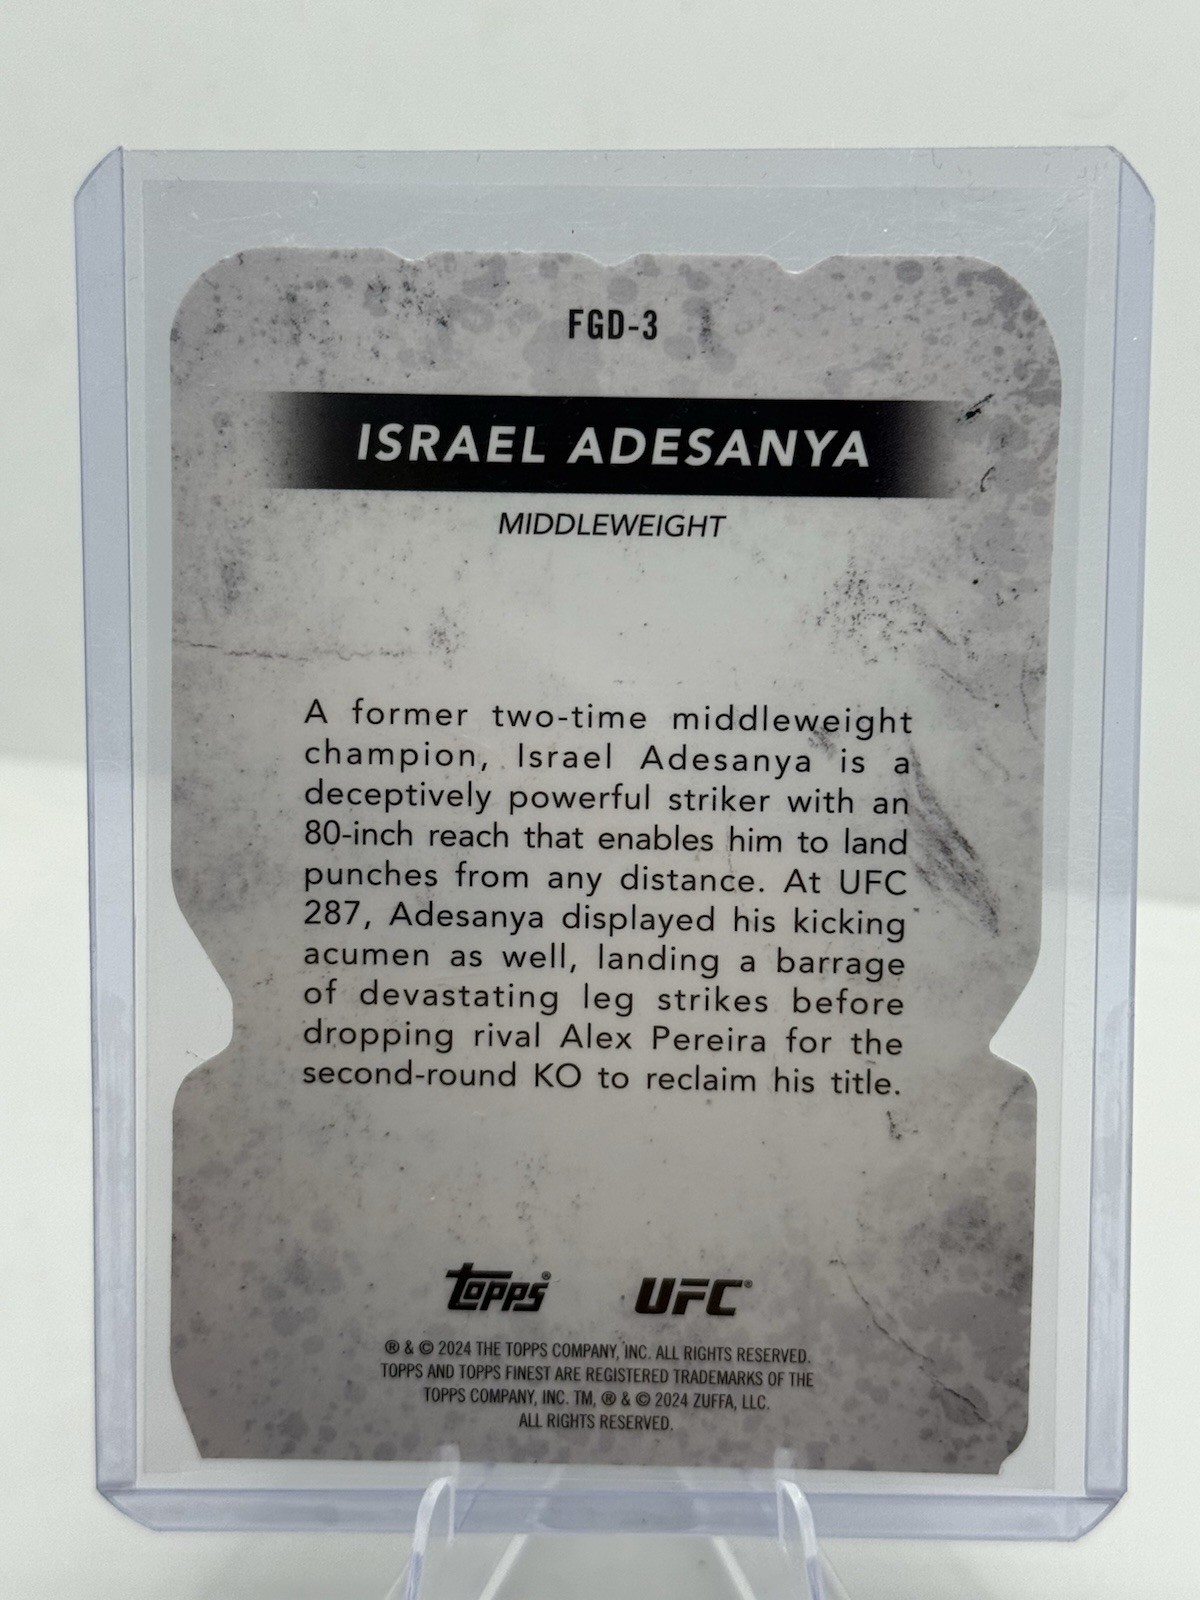 FGD-3
ISRAEL ADESANYA
MIDDLEWEIGHT
A former two-time middleweight
champion, Israel Adesanya is a
deceptively powerful striker with an
80-inch reach that enables him to land
punches from any distance. At UFC
287, Adesanya displayed his kicking
acumen as well, landing a barrage
of devastating leg strikes before
dropping rival Alex Pereira for the
second-round KO to reclaim his title.
Topps® UFC®
® & © 2024 THE TOPPS COMPANY, INC. ALL RIGHTS RESERVED.
TOPPS AND TOPPS FINEST ARE REGISTERED TRADEMARKS OF THE
TOPPS COMPANY, INC. TM, ® & © 2024 ZUFFA, LLC.
ALL RIGHTS RESERVED.